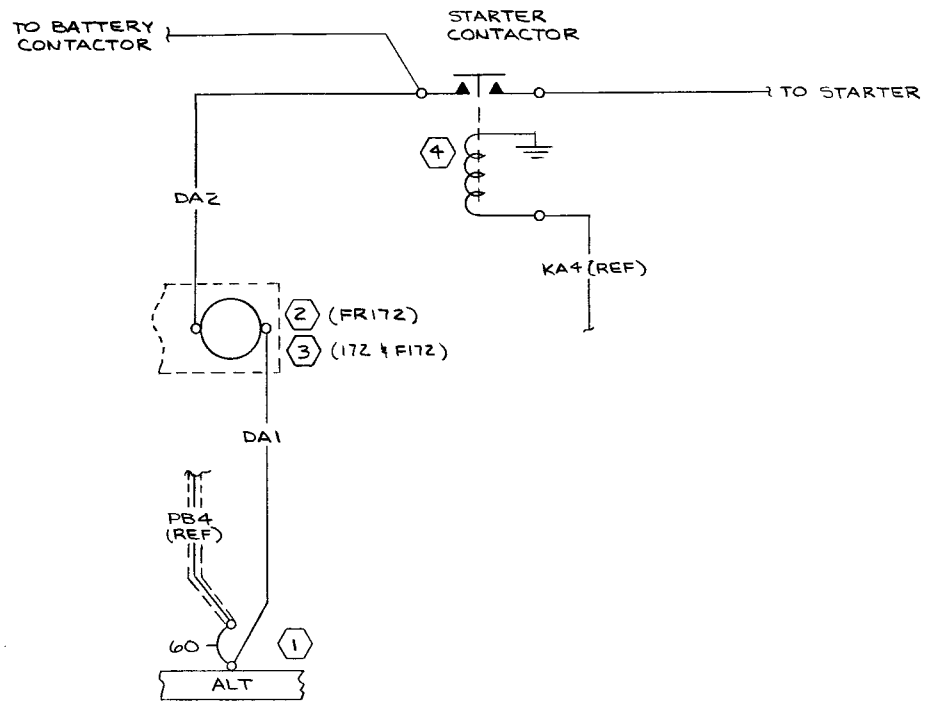 TO BATTERY
CONTACTOR
STARTER
CONTACTOR
TO STARTER
4
DA2
KA4 (REF)
2 (FR172)
3 (172 & F172)
DA1
PB4
(REF)
60
1
ALT